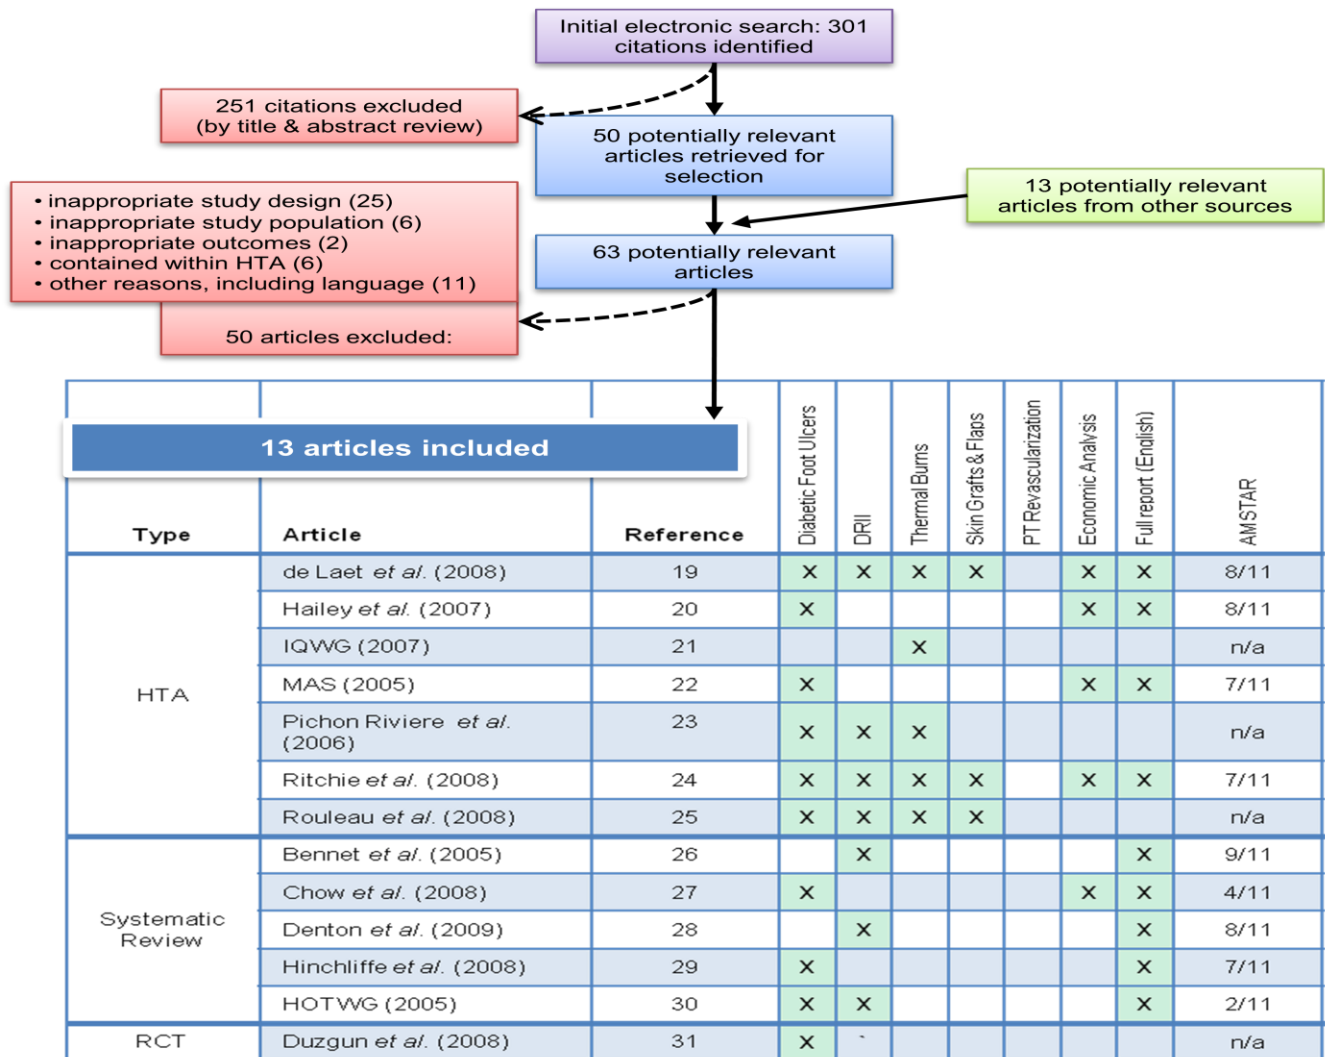 Initial electronic search: 301
citations identified
251 citations excluded
(by title & abstract review)
50 potentially relevant
articles retrieved for
selection
13 potentially relevant
articles from other sources
• inappropriate study design (25)
• inappropriate study population (6)
• inappropriate outcomes (2)
• contained within HTA (6)
• other reasons, including language (11)
63 potentially relevant
articles
50 articles excluded:
13 articles included
Type Article Reference Diabetic Foot Ulcers DRII Thermal Burns Skin Grafts & Flaps PT Revascularization Economic Analysis Full report (English) AMSTAR
HTA
de Laet et al. (2008) 19 X X X X X X 8/11
Hailey et al. (2007) 20 X X X 8/11
IQWG (2007) 21 X n/a
MAS (2005) 22 X X X 7/11
Pichon Riviere et al.
(2006) 23 X X X n/a
Ritchie et al. (2008) 24 X X X X X X 7/11
Rouleau et al. (2008) 25 X X X X n/a
Systematic
Review
Bennet et al. (2005) 26 X X 9/11
Chow et al. (2008) 27 X X X 4/11
Denton et al. (2009) 28 X X 8/11
Hinchliffe et al. (2008) 29 X X 7/11
HOTWG (2005) 30 X X X 2/11
RCT Duzgun et al. (2008) 31 X n/a